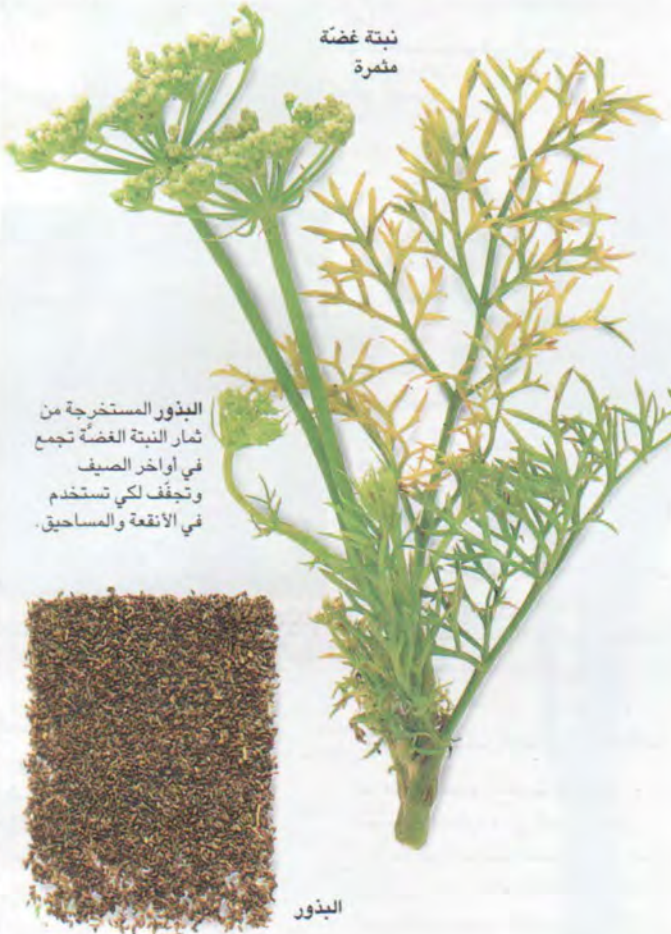 نبتة غضّة
مثمرة
البذور المستخرجة من
ثمار النبتة الغضّة تجمع
في أواخر الصيف
وتجفّف لكي تستخدم
في الأنقعة والمساحيق.
البذور